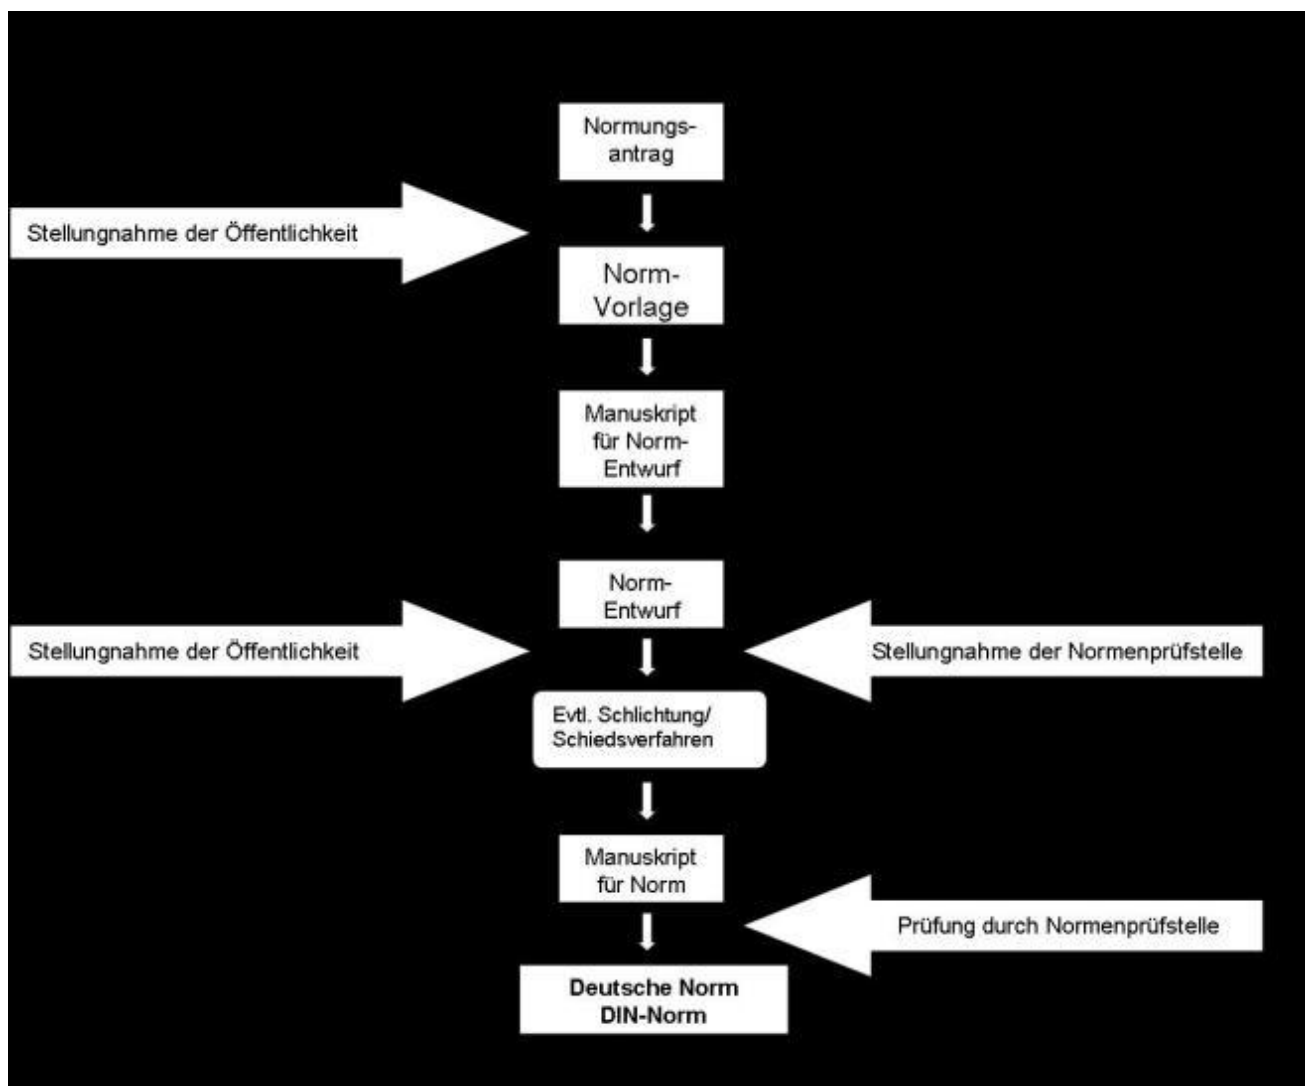 Normungs-
antrag
Stellungnahme der Öffentlichkeit
Norm-
Vorlage
Manuskript
für Norm-
Entwurf
Norm-
Entwurf
Stellungnahme der Öffentlichkeit
Stellungnahme der Normenprüfstelle
Evtl. Schlichtung/
Schiedsverfahren
Manuskript
für Norm
Prüfung durch Normenprüfstelle
Deutsche Norm
DIN-Norm